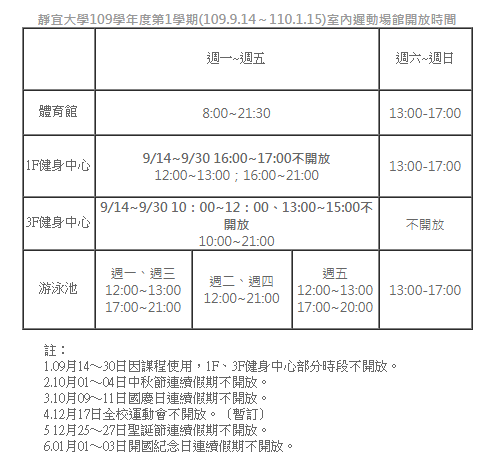 靜宜大學109學年度第1學期(109.9.14～110.1.15)室內運動場館開放時間
週一~週五
週六~週日
體育館
8:00~21:30
13:00-17:00
1F健身中心
9/14~9/30 16:00~17:00不開放
12:00~13:00；16:00~21:00
13:00-17:00
3F健身中心
9/14~9/30 10：00~12：00、13:00~15:00不
開放
10:00~21:00
不開放
游泳池
週一、週三
12:00~13:00
17:00~21:00
週二、週四
12:00~21:00
週五
12:00~13:00
17:00~20:00
13:00-17:00
註：
1.09月14～30日因課程使用，1F、3F健身中心部分時段不開放。
2.10月01～04日中秋節連續假期不開放。
3.10月09～11日國慶日連續假期不開放。
4.12月17日全校運動會不開放。〔暫訂〕
5 12月25～27日聖誕節連續假期不開放。
6.01月01～03日開國紀念日連續假期不開放。